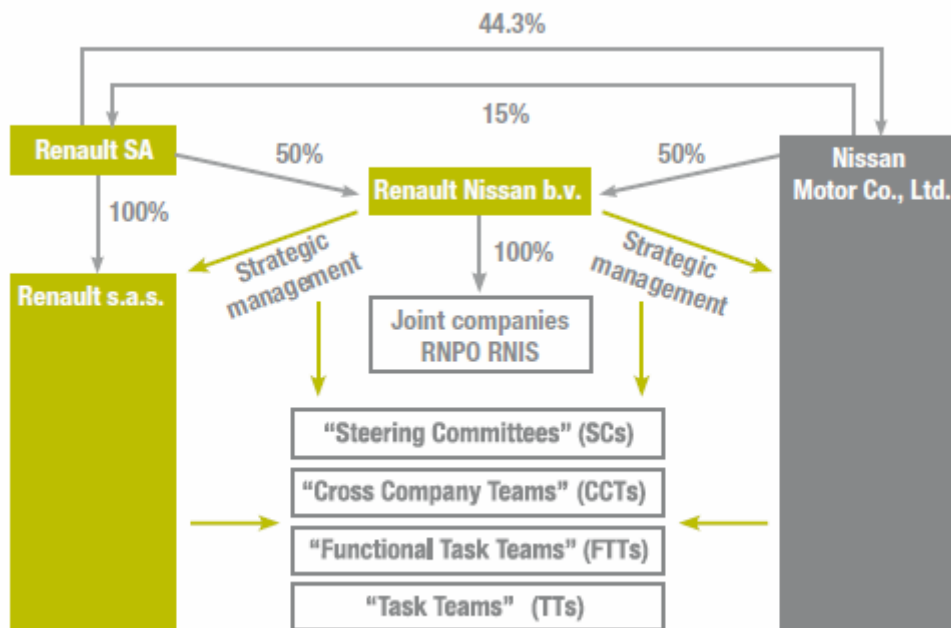 44.3%
15%
Renault SA
50%
50%
Nissan
Motor Co., Ltd.
Renault Nissan b.v.
100%
Strategic
management
100%
Strategic
management
Renault s.a.s.
Joint companies
RNPO RNIS
“Steering Committees” (SCs)
“Cross Company Teams” (CCTs)
“Functional Task Teams” (FTTs)
“Task Teams” (TTs)